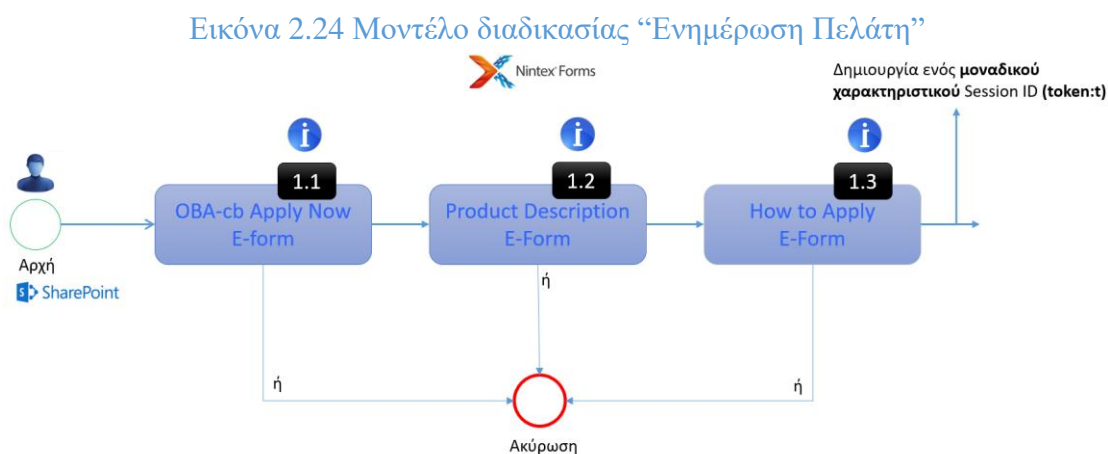 Εικόνα 2.24 Μοντέλο διαδικασίας “Ενημέρωση Πελάτη”
Nintex Forms
Δημιουργία ενός μοναδικού
χαρακτηριστικού Session ID (token:t)
1.1
1.2
1.3
OBA-cb Apply Now
E-form
Product Description
E-Form
How to Apply
E-Form
Αρχή
SharePoint
ή
ή
ή
Ακύρωση